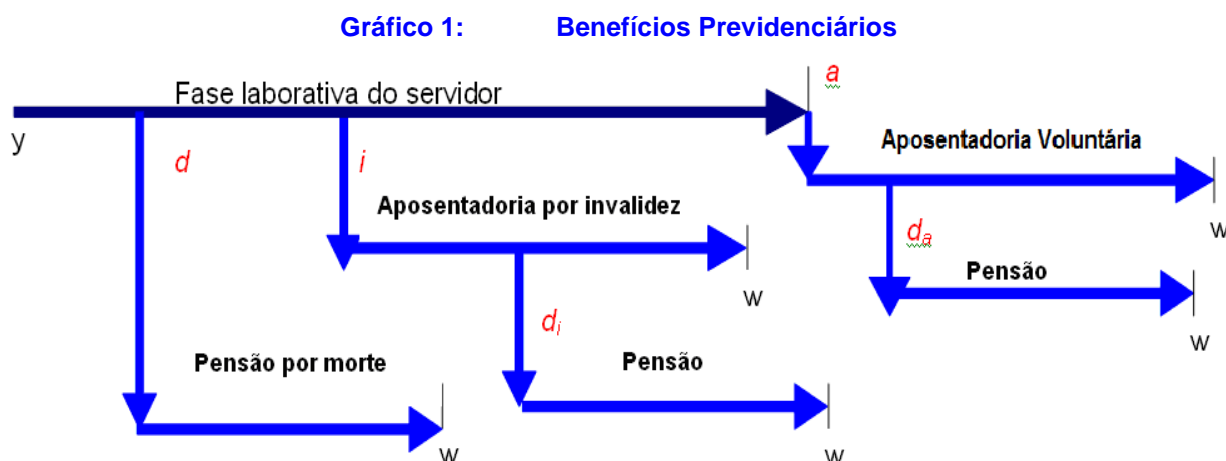 Gráfico 1: Benefícios Previdenciários
Fase laborativa do servidor
a
y
d
i
Aposentadoria Voluntária
Aposentadoria por invalidez
w
da
Pensão
w
w
di
Pensão por morte
Pensão
w
w